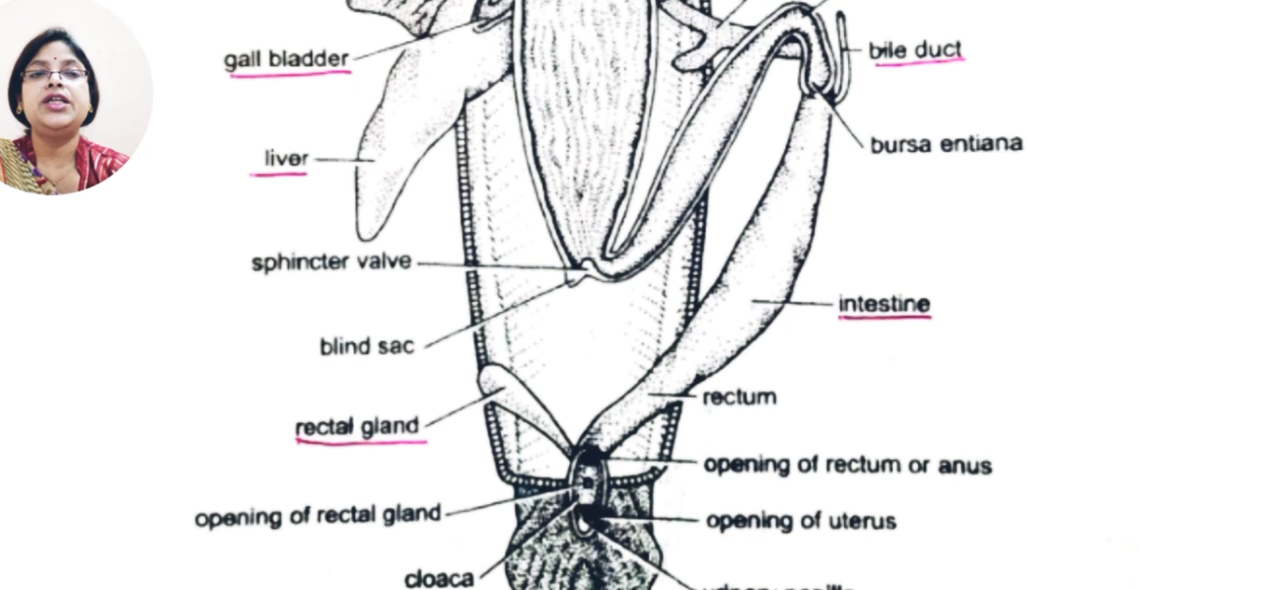 gall bladder
bile duct
bursa entiana
liver
sphincter valve
intestine
blind sac
rectum
rectal gland
opening of rectum or anus
opening of rectal gland
opening of uterus
cloaca